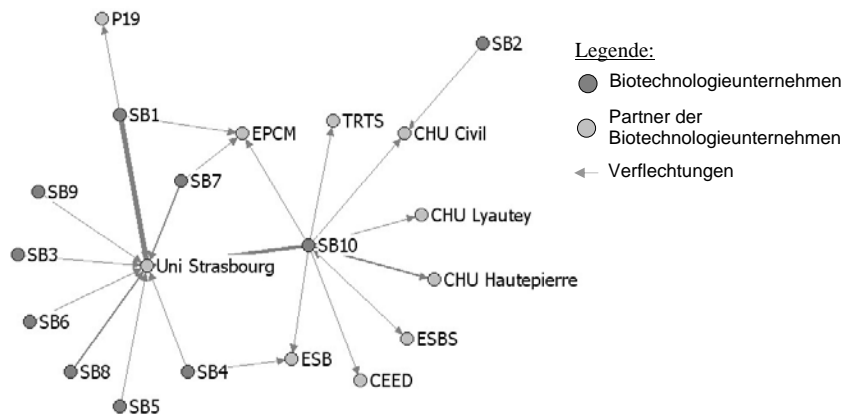 P19
SB2
Legende:
Biotechnologieunternehmen
SB1
EPCM
TRTS
CHU Civil
Partner der
Biotechnologieunternehmen
Verflechtungen
SB7
SB9
CHU Lyautey
SB10
SB3
Uni Strasbourg
CHU Hautepierre
SB6
ESBS
ESB
SB8
SB4
CEED
SB5